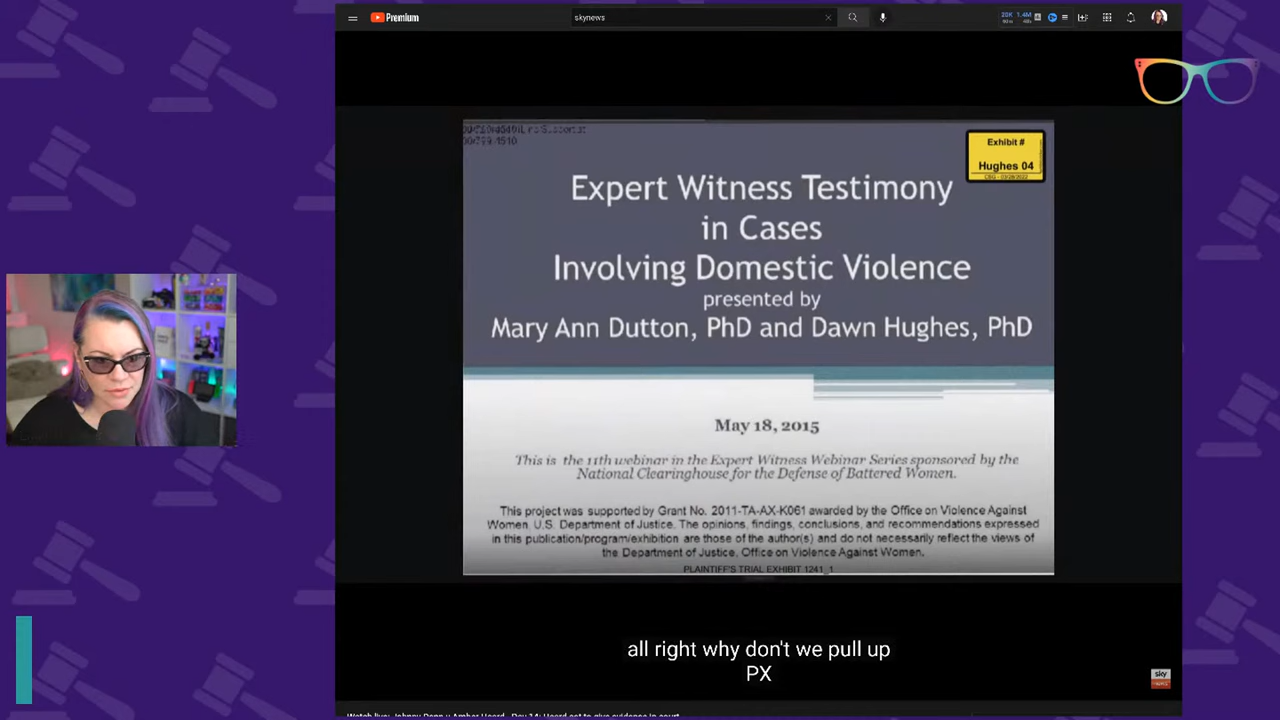 Premium
skynews
20K 1.4M
Exhibit #
Hughes 04
Expert Witness Testimony
in Cases
Involving Domestic Violence
presented by
Mary Ann Dutton, PhD and Dawn Hughes, PhD
May 18, 2015
This is the 11th webinar in the Expert Witness Webinar Series sponsored by the
National Clearinghouse for the Defense of Battered Women.
This project was supported by Grant No. 2011-TA-AX-K061 awarded by the Office on Violence Against
Women, U.S. Department of Justice. The opinions, findings, conclusions, and recommendations expressed
in this publication/program/exhibition are those of the author(s) and do not necessarily reflect the views of
the Department of Justice, Office on Violence Against Women.
PLAINTIFF'S TRIAL EXHIBIT 1241_1
all right why don't we pull up
PX
sky